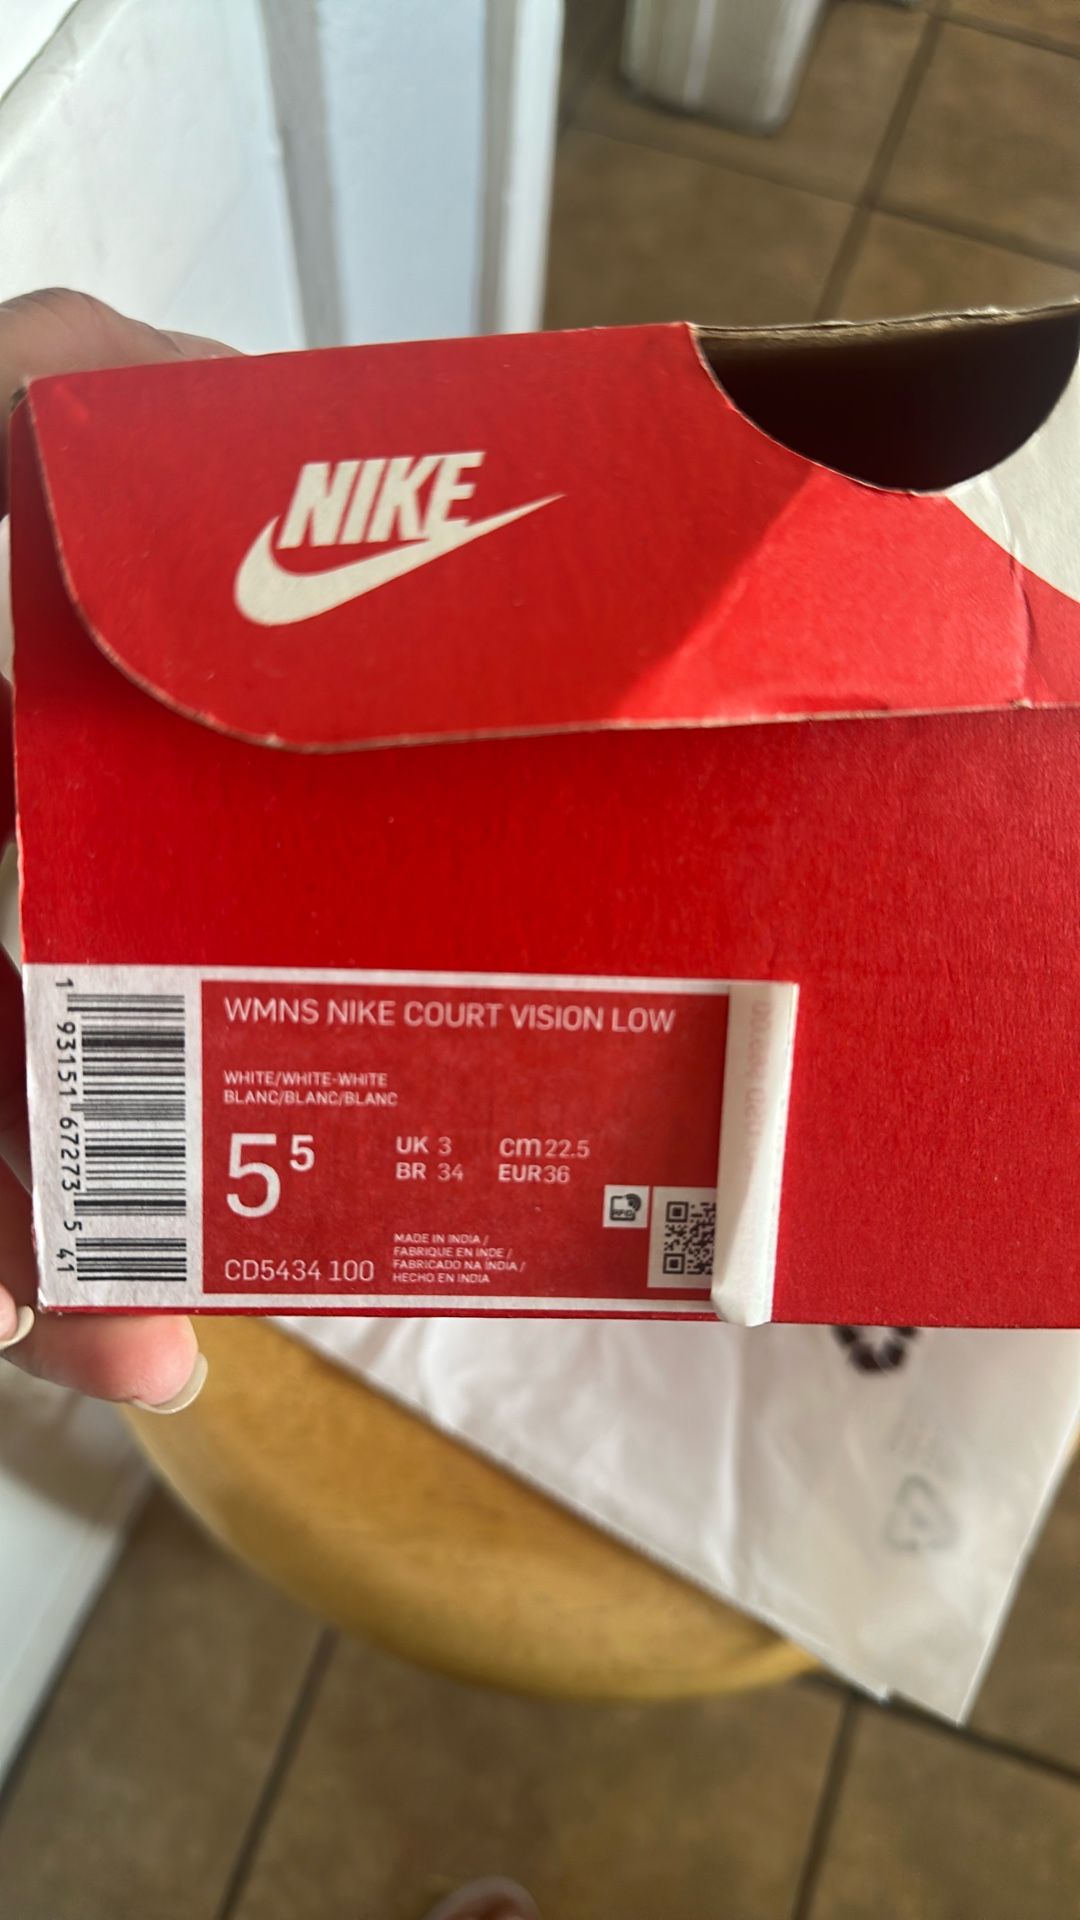 NIKE
WMNS NIKE COURT VISION LOW
WHITE/WHITE-WHITE
BLANC/BLANC/BLANC
5⁵
UK 3 cm 22.5
BR 34 EUR 36
CD5434 100
MADE IN INDIA /
FABRIQUE EN INDE /
FABRICADO NA ÍNDIA /
HECHO EN INDIA
RFID
1 93151 67273 5 41